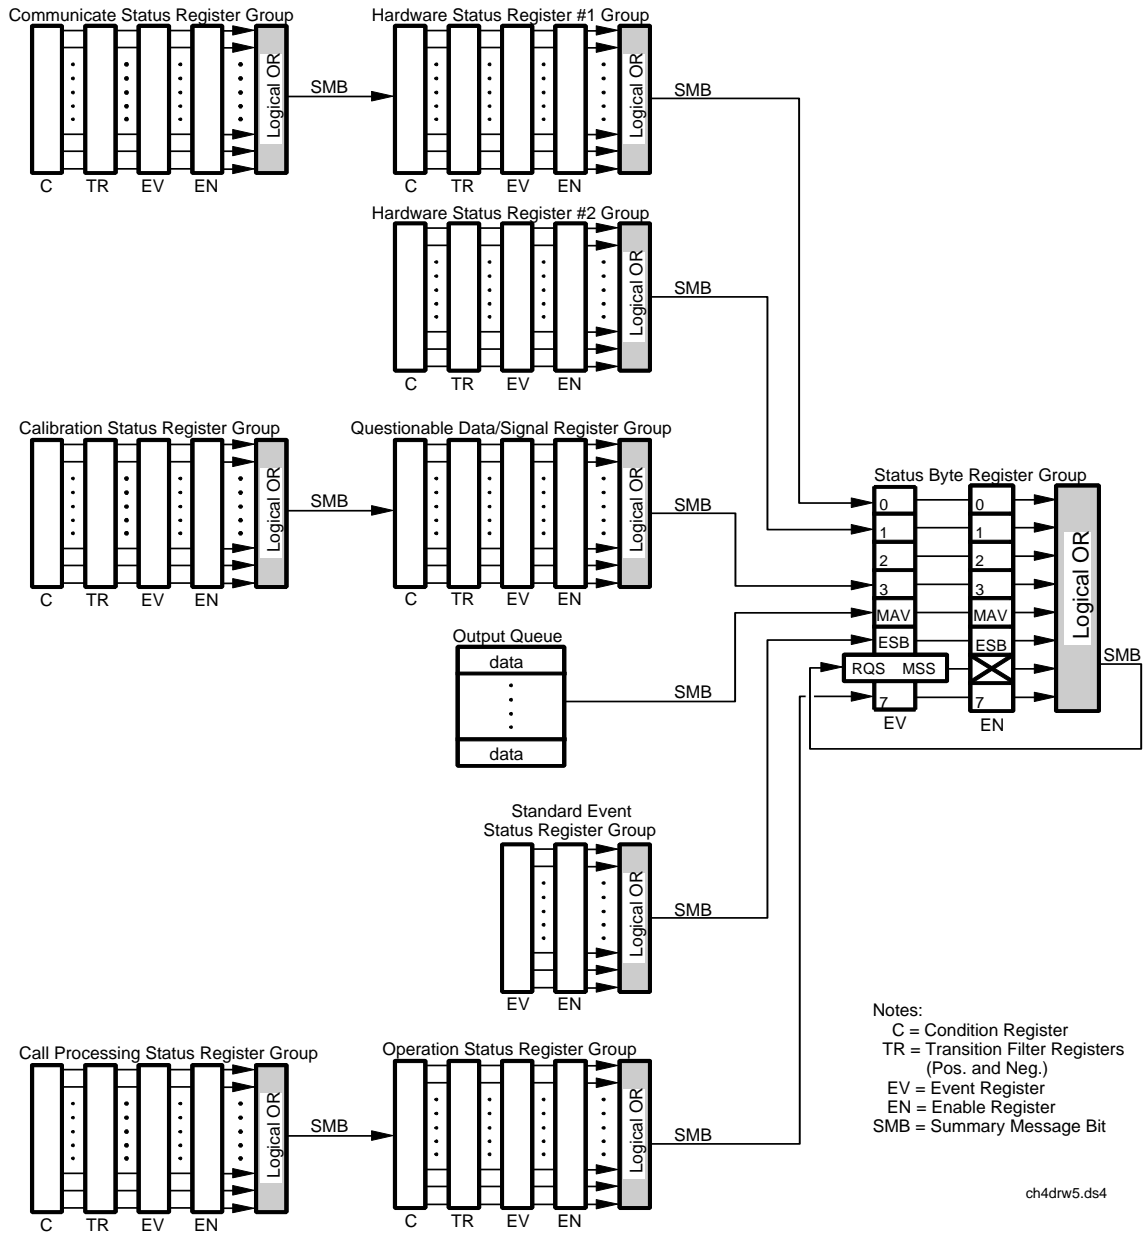 Communicate Status Register Group
Hardware Status Register #1 Group
Logical OR
SMB
Logical OR
SMB
C TR EV EN
C TR EV EN
Hardware Status Register #2 Group
Logical OR
SMB
C TR EV EN
Calibration Status Register Group
Questionable Data/Signal Register Group
Logical OR
SMB
Logical OR
SMB
C TR EV EN
C TR EV EN
Status Byte Register Group
0 0
1 1
2 2
3 3
MAV MAV
ESB ESB
RQS MSS
7 7
EV EN
Logical OR
SMB
Output Queue
data
data
SMB
Standard Event
Status Register Group
Logical OR
SMB
EV EN
Call Processing Status Register Group
Operation Status Register Group
Logical OR
SMB
Logical OR
SMB
C TR EV EN
C TR EV EN
Notes:
C = Condition Register
TR = Transition Filter Registers
(Pos. and Neg.)
EV = Event Register
EN = Enable Register
SMB = Summary Message Bit
ch4drw5.ds4